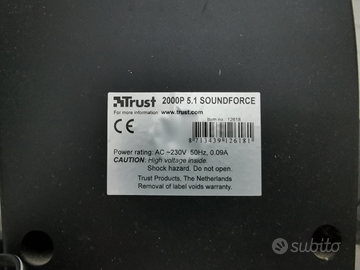 Trust 2000P 5.1 SOUNDFORCE
For more information: www.trust.com
Item no.: 12618
CE
8 713439 126181
Power rating: AC ~230V 50Hz, 0.09A
CAUTION: High voltage inside.
Shock hazard. Do not open.
Trust Products, The Netherlands
Removal of label voids warranty.
subito